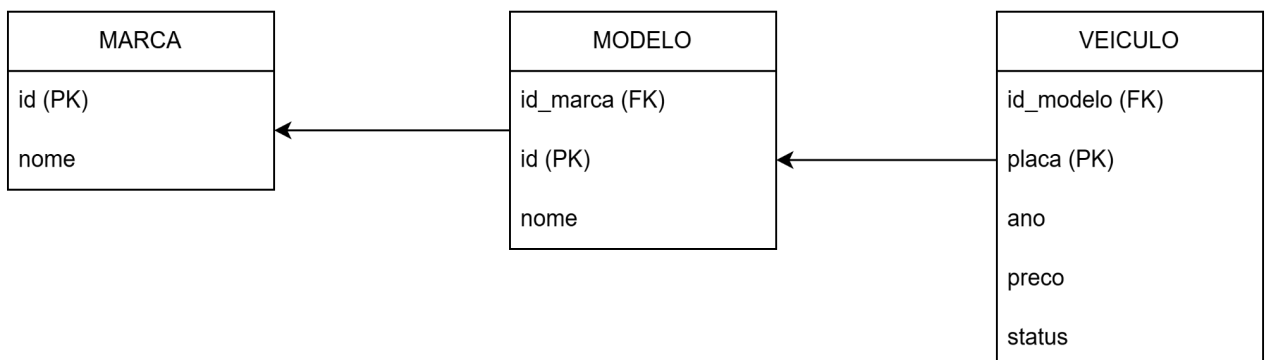 MARCA
id (PK)
nome
MODELO
id_marca (FK)
id (PK)
nome
VEICULO
id_modelo (FK)
placa (PK)
ano
preco
status